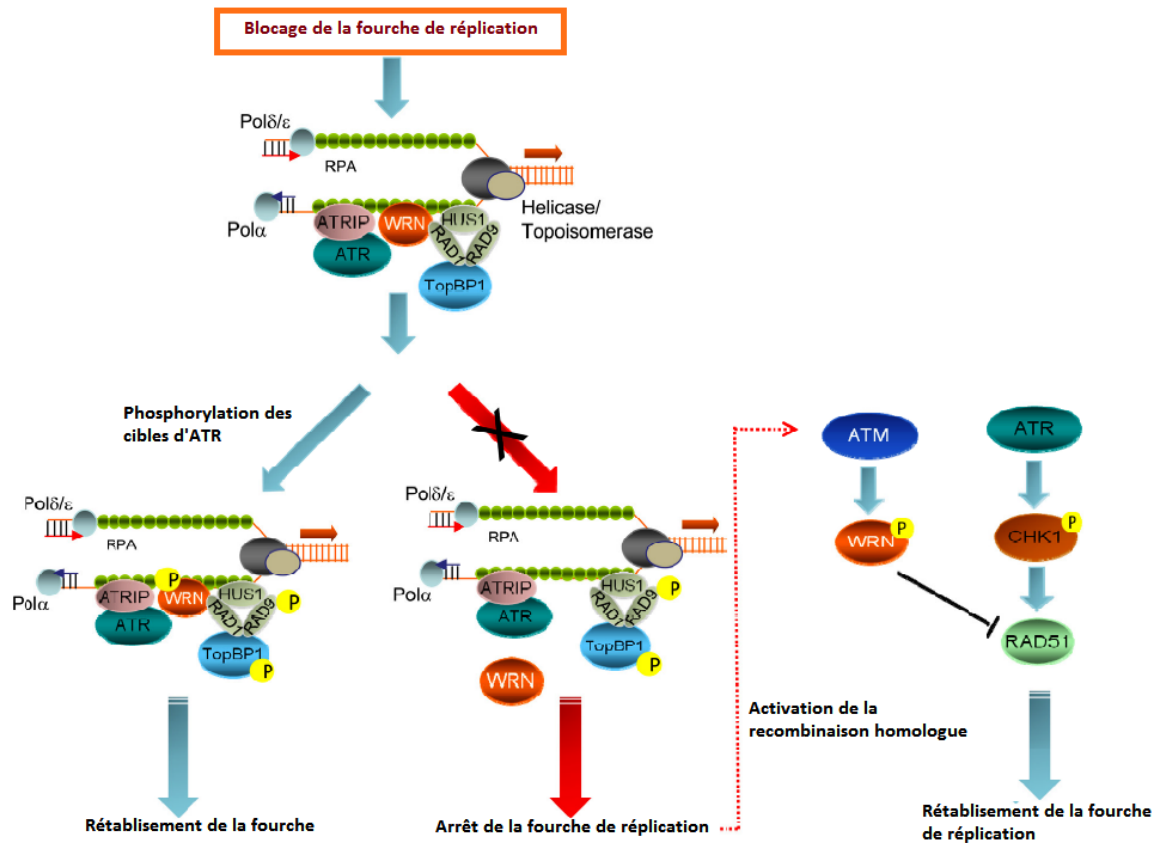 Blocage de la fourche de réplication
Polδ/ε
RPA
Polα
ATRIP
WRN
HUS1
RAD1
RAD9
ATR
TopBP1
Helicase/
Topoisomerase
Phosphorylation des
cibles d'ATR
Polδ/ε
RPA
Polα
P
ATRIP
WRN
HUS1
RAD1
RAD9
P
ATR
TopBP1
P
Polδ/ε
RPA
Polα
ATRIP
HUS1
RAD1
RAD9
P
ATR
TopBP1
P
WRN
ATM
ATR
WRN
P
CHK1
P
RAD51
Activation de la
recombinaison homologue
Rétablisement de la fourche
Arrêt de la fourche de réplication
Rétablisement de la fourche
de réplication